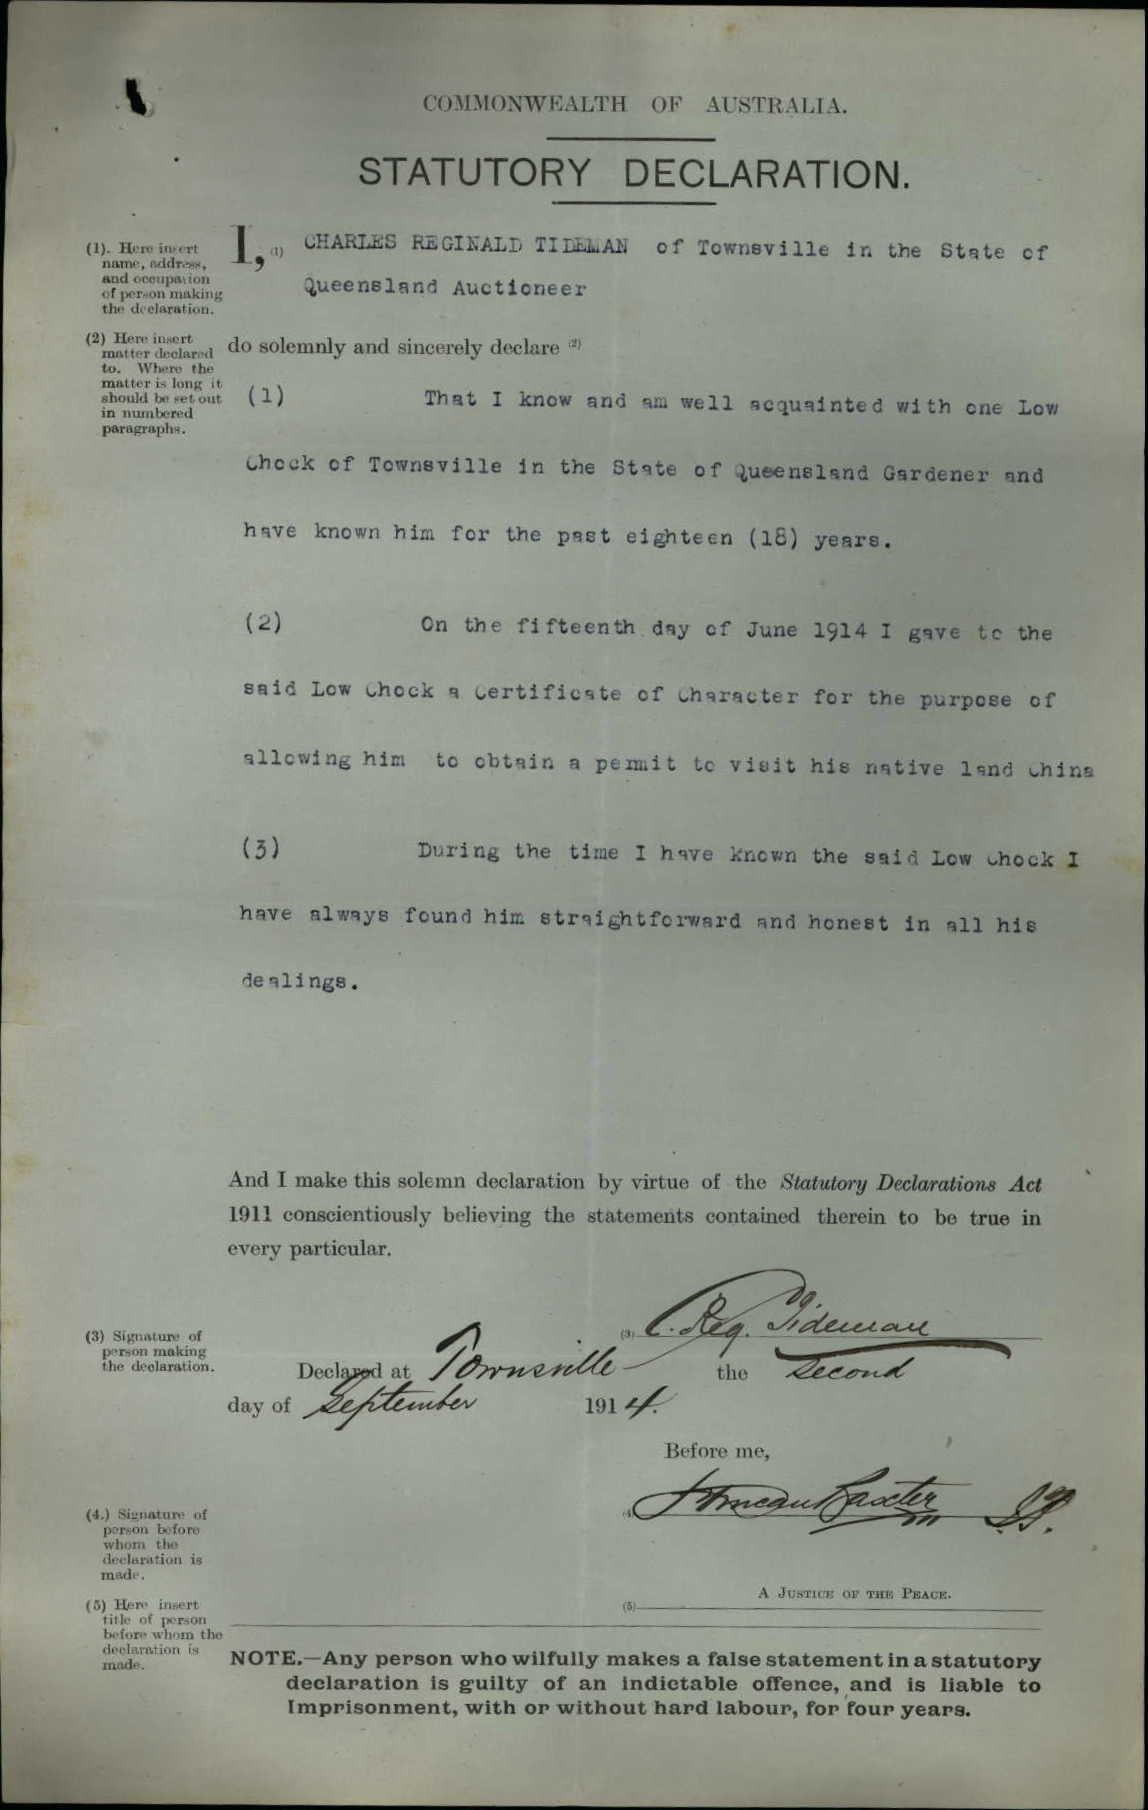 COMMONWEALTH OF AUSTRALIA.
STATUTORY DECLARATION.
(1). Here insert
name, address,
and occupation
of person making
the declaration.
I, (1) CHARLES REGINALD TIDEMAN of Townsville in the State of
Queensland Auctioneer
(2) Here insert
matter declared
to. Where the
matter is long it
should be set out
in numbered
paragraphs.
do solemnly and sincerely declare (2)
(1) That I know and am well acquainted with one Low
Chock of Townsville in the State of Queensland Gardener and
have known him for the past eighteen (18) years.
(2) On the fifteenth day of June 1914 I gave to the
said Low Chock a Certificate of Character for the purpose of
allowing him to obtain a permit to visit his native land China
(3) During the time I have known the said Low Chock I
have always found him straightforward and honest in all his
dealings.
And I make this solemn declaration by virtue of the Statutory Declarations Act
1911 conscientiously believing the statements contained therein to be true in
every particular.
(3) Signature of
person making
the declaration.
(3) C. Reg. Tideman
Declared at Townsville the second
day of September 1914.
Before me,
(4.) Signature of
person before
whom the
declaration is
made.
(4) Baxter J.P.
A JUSTICE OF THE PEACE.
(5) Here insert
title of person
before whom the
declaration is
made.
(5)
NOTE.—Any person who wilfully makes a false statement in a statutory
declaration is guilty of an indictable offence, and is liable to
Imprisonment, with or without hard labour, for four years.